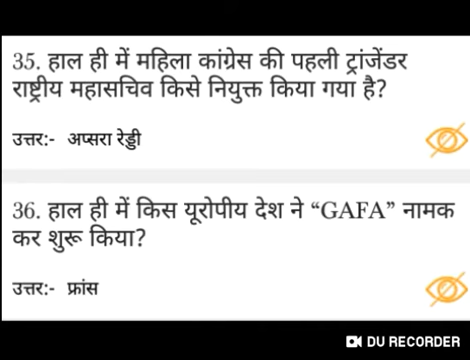 35. हाल ही में महिला कांग्रेस की पहली ट्रांजेंडर
राष्ट्रीय महासचिव किसे नियुक्त किया गया है?
उत्तर:- अप्सरा रेड्डी
36. हाल ही में किस यूरोपीय देश ने “GAFA” नामक
कर शुरू किया?
उत्तर:- फ्रांस
DU RECORDER